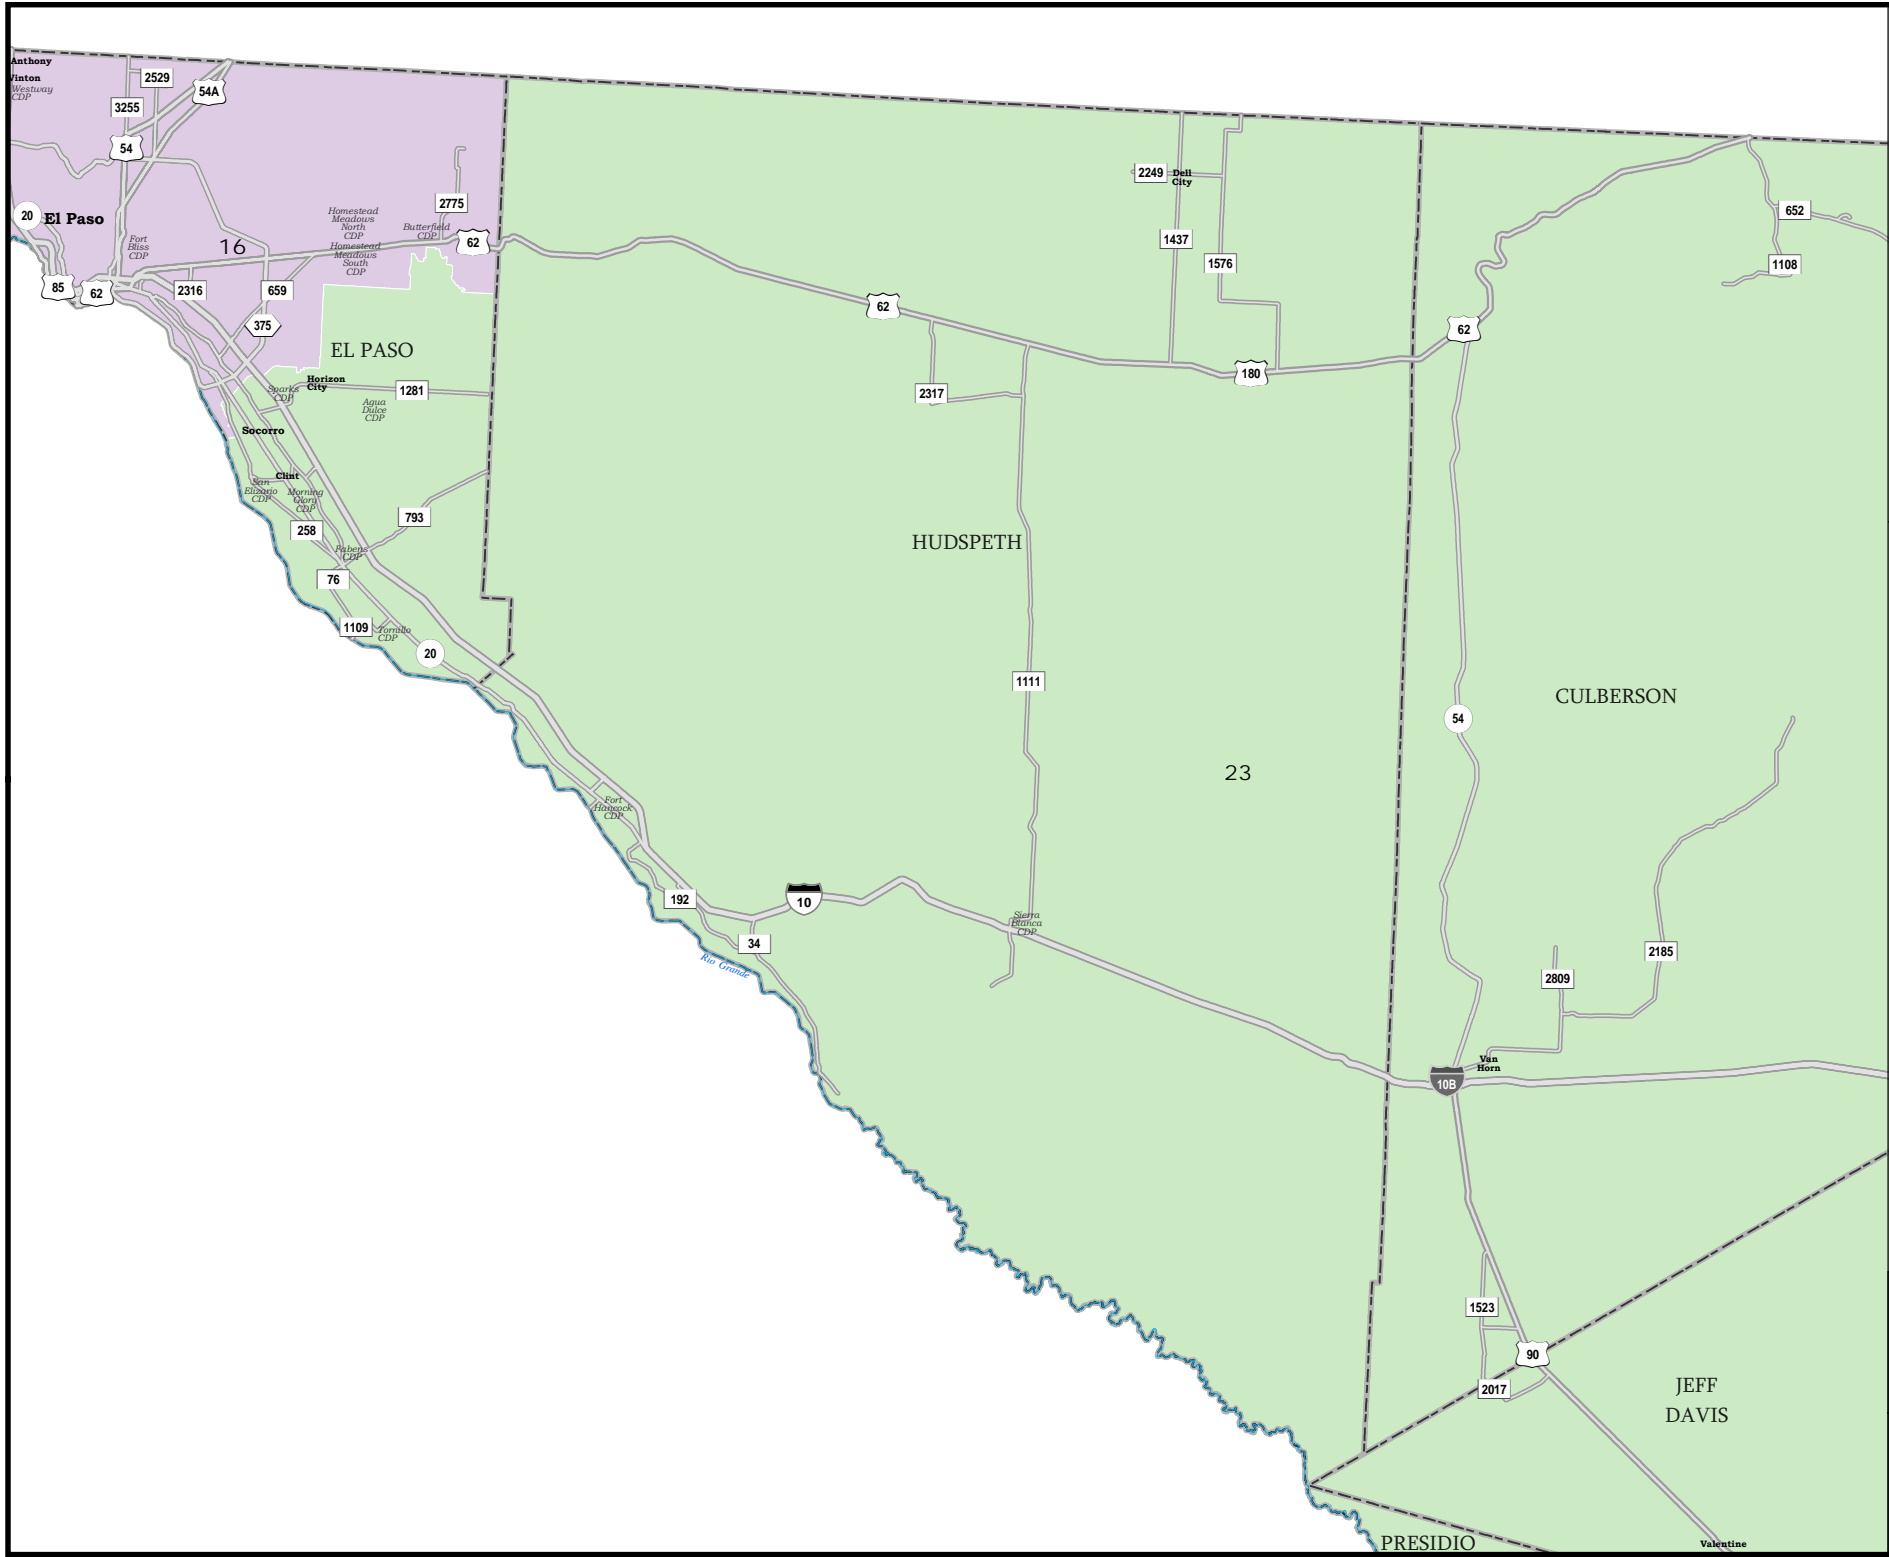 Anthony
Vinton
Westway
CDP
2529
54A
3255
54
2249
Dell
City
2775
652
20
El Paso
Homestead
Meadows
North
CDP
Butterfield
CDP
Fort
Bliss
CDP
16
62
1437
Homestead
Meadows
South
CDP
1576
1108
85
62
2316
659
62
375
62
EL PASO
180
Horizon
City
Sparks
CDP
1281
2317
Agua
Dulce
CDP
Socorro
Clint
San
Elizario
CDP
Morning
Glory
CDP
793
258
HUDSPETH
Fabens
CDP
76
1109
Tornillo
CDP
20
1111
CULBERSON
54
23
Fort
Hancock
CDP
192
10
Sierra
Blanca
CDP
34
2185
Rio Grande
2809
Van
Horn
10B
1523
90
2017
JEFF
DAVIS
PRESIDIO
Valentine